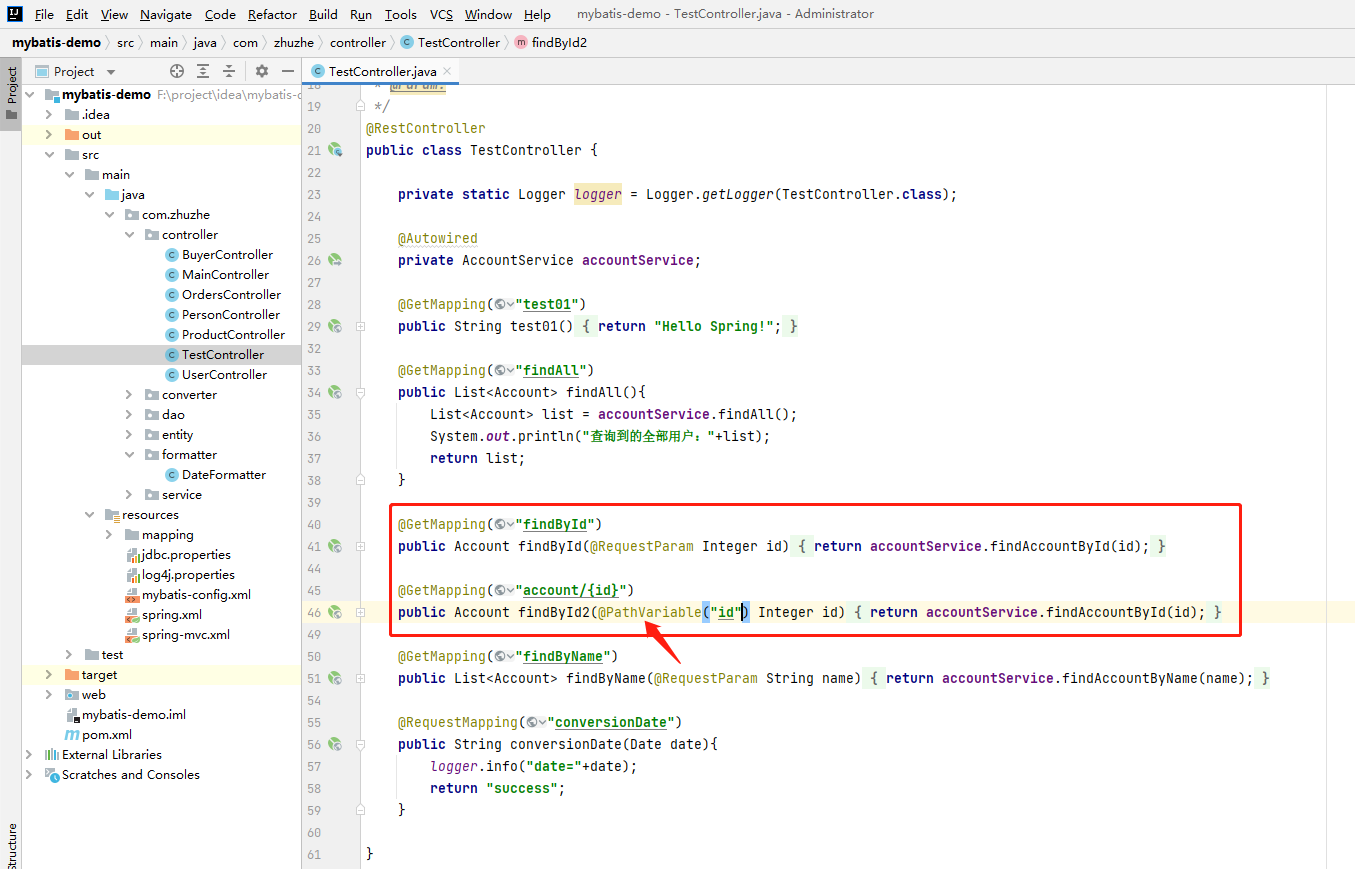 File Edit View Navigate Code Refactor Build Run Tools VCS Window Help mybatis-demo - TestController.java - Administrator
mybatis-demo src main java com zhuzhe controller TestController findById2
Project
Structure
Project
mybatis-demo F:\project\idea\mybatis-d
.idea
out
src
main
java
com.zhuzhe
controller
BuyerController
MainController
OrdersController
PersonController
ProductController
TestController
UserController
converter
dao
entity
formatter
DateFormatter
service
resources
mapping
jdbc.properties
log4j.properties
mybatis-config.xml
spring.xml
spring-mvc.xml
test
target
web
mybatis-demo.iml
pom.xml
External Libraries
Scratches and Consoles
TestController.java
18 * @Param:
19 */
20 @RestController
21 public class TestController {
22
23 private static Logger logger = Logger.getLogger(TestController.class);
24
25 @Autowired
26 private AccountService accountService;
27
28 @GetMapping("test01")
29 public String test01() { return "Hello Spring!"; }
32
33 @GetMapping("findAll")
34 public List<Account> findAll(){
35 List<Account> list = accountService.findAll();
36 System.out.println("查询到的全部用户："+list);
37 return list;
38 }
39
40 @GetMapping("findById")
41 public Account findById(@RequestParam Integer id) { return accountService.findAccountById(id); }
44
45 @GetMapping("account/{id}")
46 public Account findById2(@PathVariable("id") Integer id) { return accountService.findAccountById(id); }
49
50 @GetMapping("findByName")
51 public List<Account> findByName(@RequestParam String name) { return accountService.findAccountByName(name); }
54
55 @RequestMapping("conversionDate")
56 public String conversionDate(Date date){
57 logger.info("date="+date);
58 return "success";
59 }
60
61 }